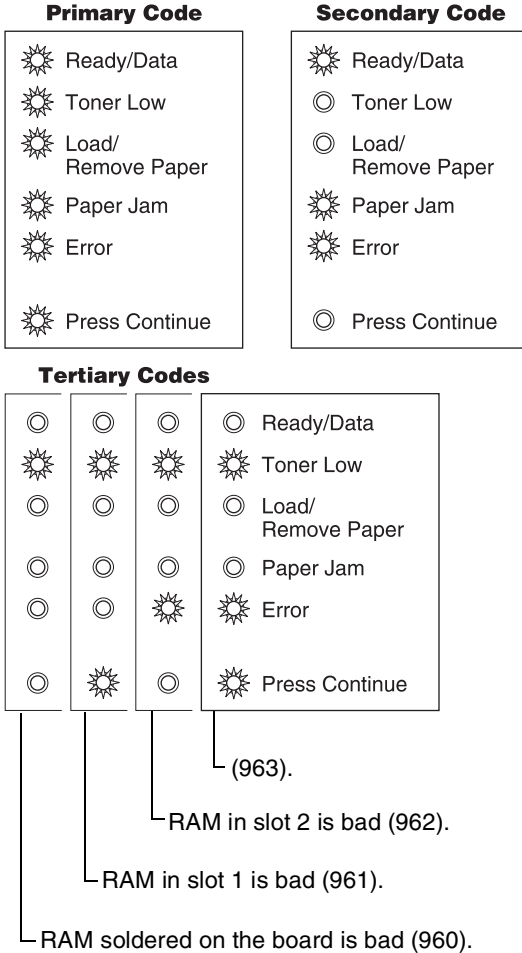 Primary Code
Secondary Code
Ready/Data
Toner Low
Load/
Remove Paper
Paper Jam
Error
Press Continue
Ready/Data
Toner Low
Load/
Remove Paper
Paper Jam
Error
Press Continue
Tertiary Codes
Ready/Data
Toner Low
Load/
Remove Paper
Paper Jam
Error
Press Continue
(963).
RAM in slot 2 is bad (962).
RAM in slot 1 is bad (961).
RAM soldered on the board is bad (960).